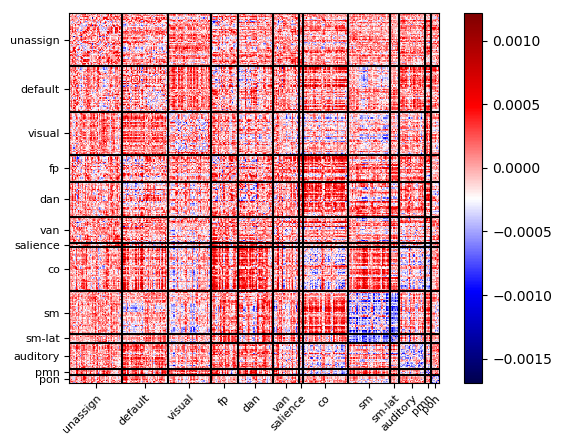 unassign
default
visual
fp
dan
van
salience
co
sm
sm-lat
auditory
pmn
pon
unassign
default
visual
fp
dan
van
salience
co
sm
sm-lat
auditory
pmn
pon
0.0010
0.0005
0.0000
−0.0005
−0.0010
−0.0015